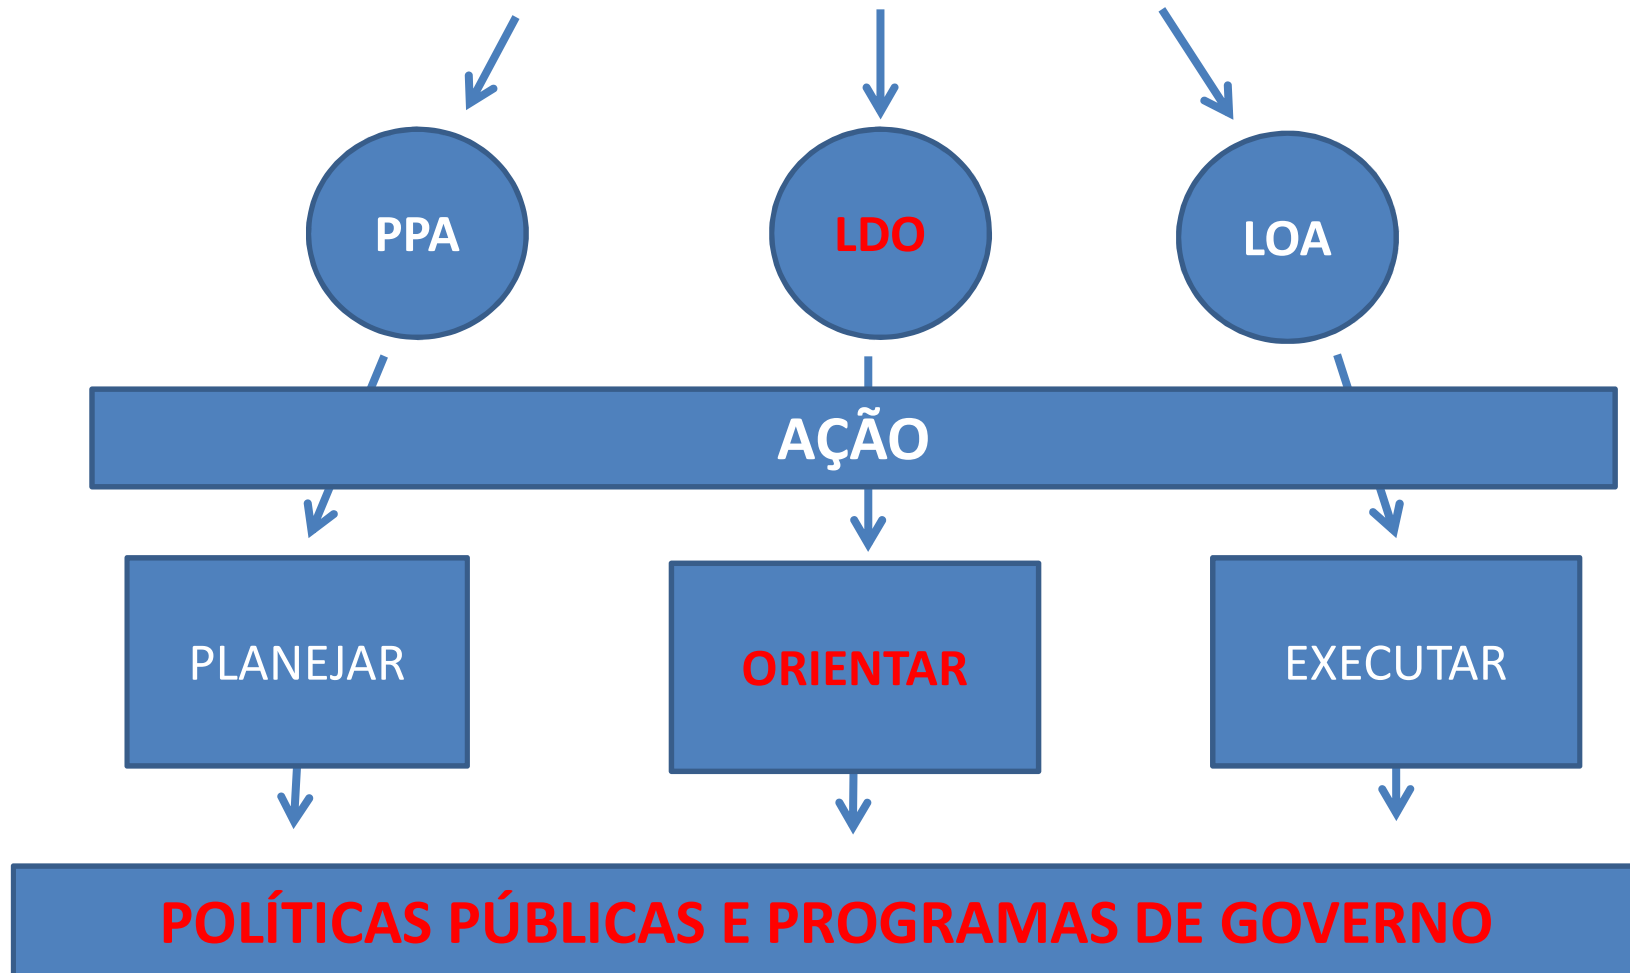 PPA
LDO
LOA
AÇÃO
PLANEJAR
ORIENTAR
EXECUTAR
POLÍTICAS PÚBLICAS E PROGRAMAS DE GOVERNO